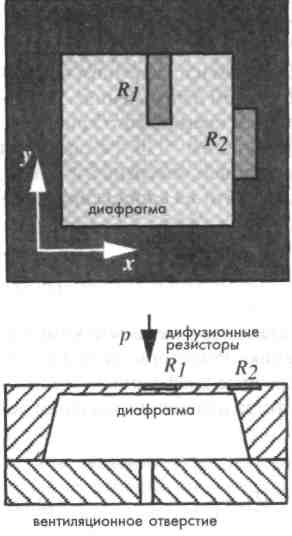 R1
R2
y
диафрагма
x
p
дифузионные
резисторы
R1
R2
диафрагма
вентиляционное отверстие